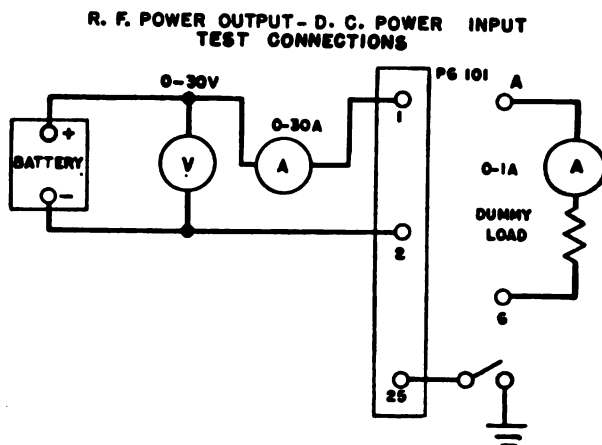 R. F. POWER OUTPUT - D. C. POWER INPUT
TEST CONNECTIONS
0-30V
PG 101
A
+
BATTERY
-
V
0-30A
A
1
0-1A
A
DUMMY
LOAD
2
6
25